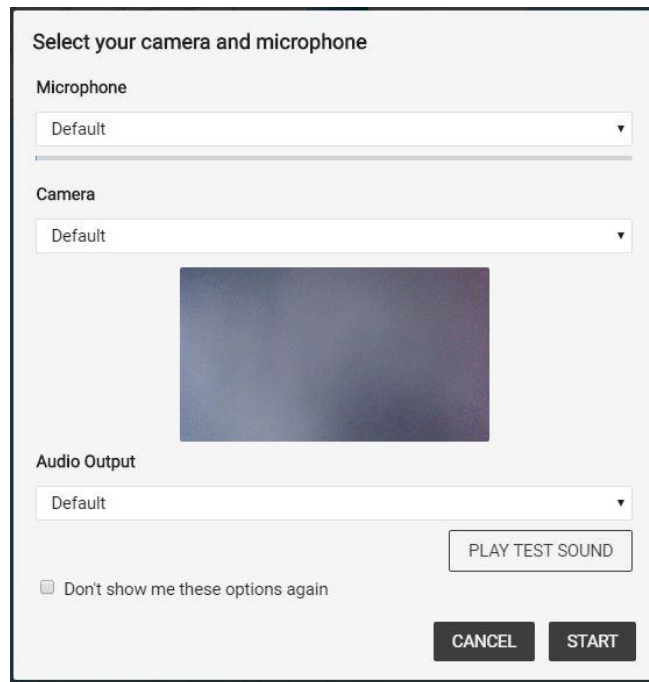 Select your camera and microphone
Microphone
Default
Camera
Default
Audio Output
Default
PLAY TEST SOUND
Don't show me these options again
CANCEL START